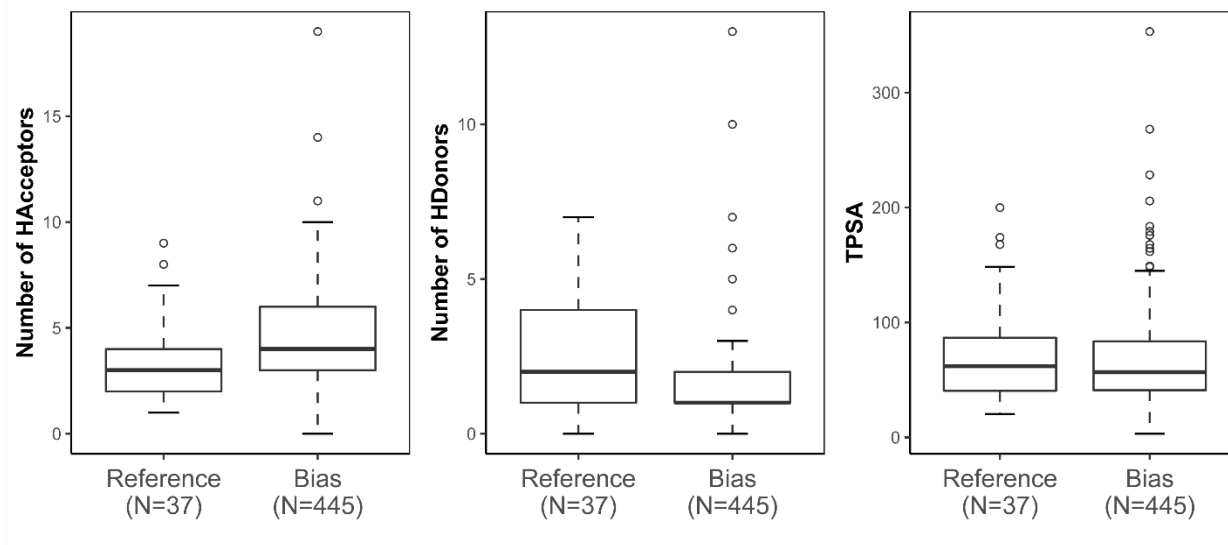 Number of HAcceptors
15
10
5
0
Reference
(N=37)
Bias
(N=445)
Number of HDonors
10
5
0
Reference
(N=37)
Bias
(N=445)
TPSA
300
200
100
0
Reference
(N=37)
Bias
(N=445)